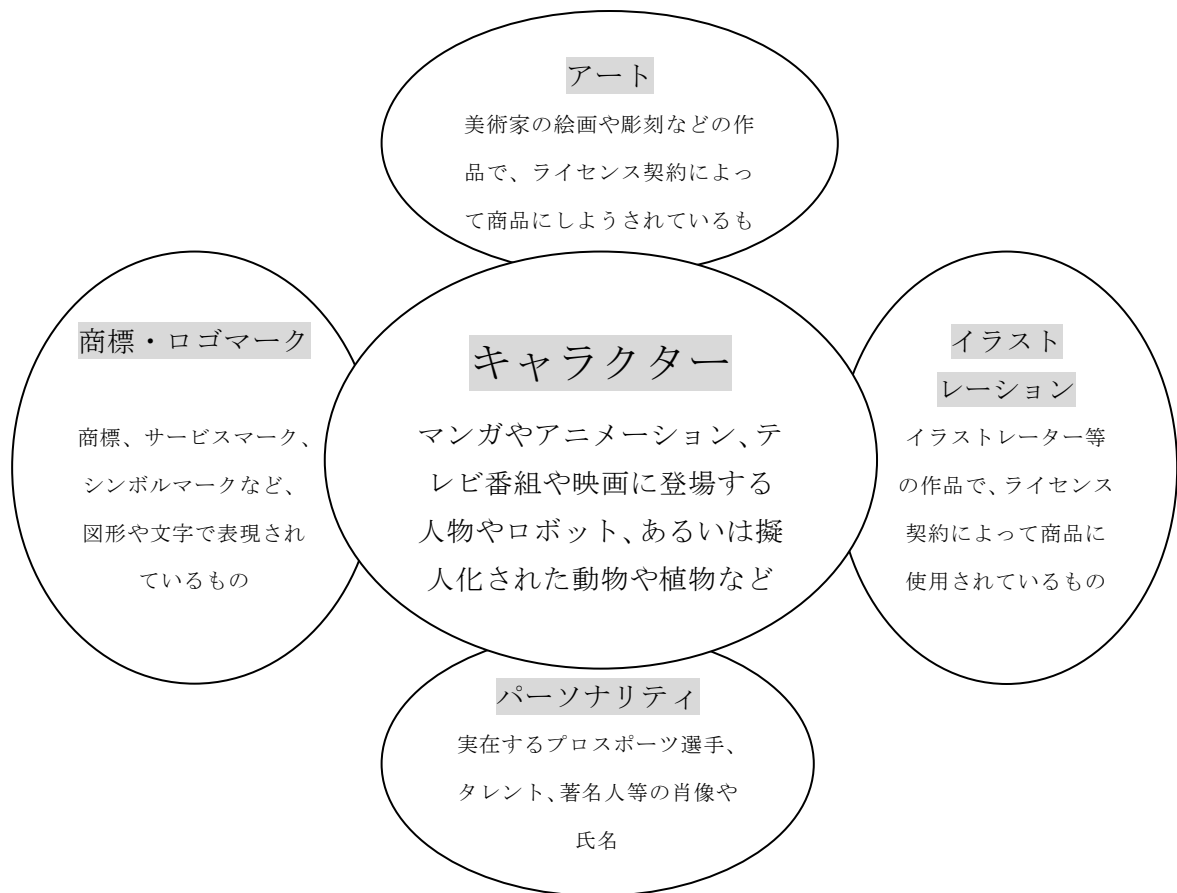 アート
美術家の絵画や彫刻などの作
品で、ライセンス契約によっ
て商品にしようされているも
商標・ロゴマーク
商標、サービスマーク、
シンボルマークなど、
図形や文字で表現され
ているもの
キャラクター
マンガやアニメーション、テ
レビ番組や映画に登場する
人物やロボット、あるいは擬
人化された動物や植物など
イラスト
レーション
イラストレーター等
の作品で、ライセンス
契約によって商品に
使用されているもの
パーソナリティ
実在するプロスポーツ選手、
タレント、著名人等の肖像や
氏名